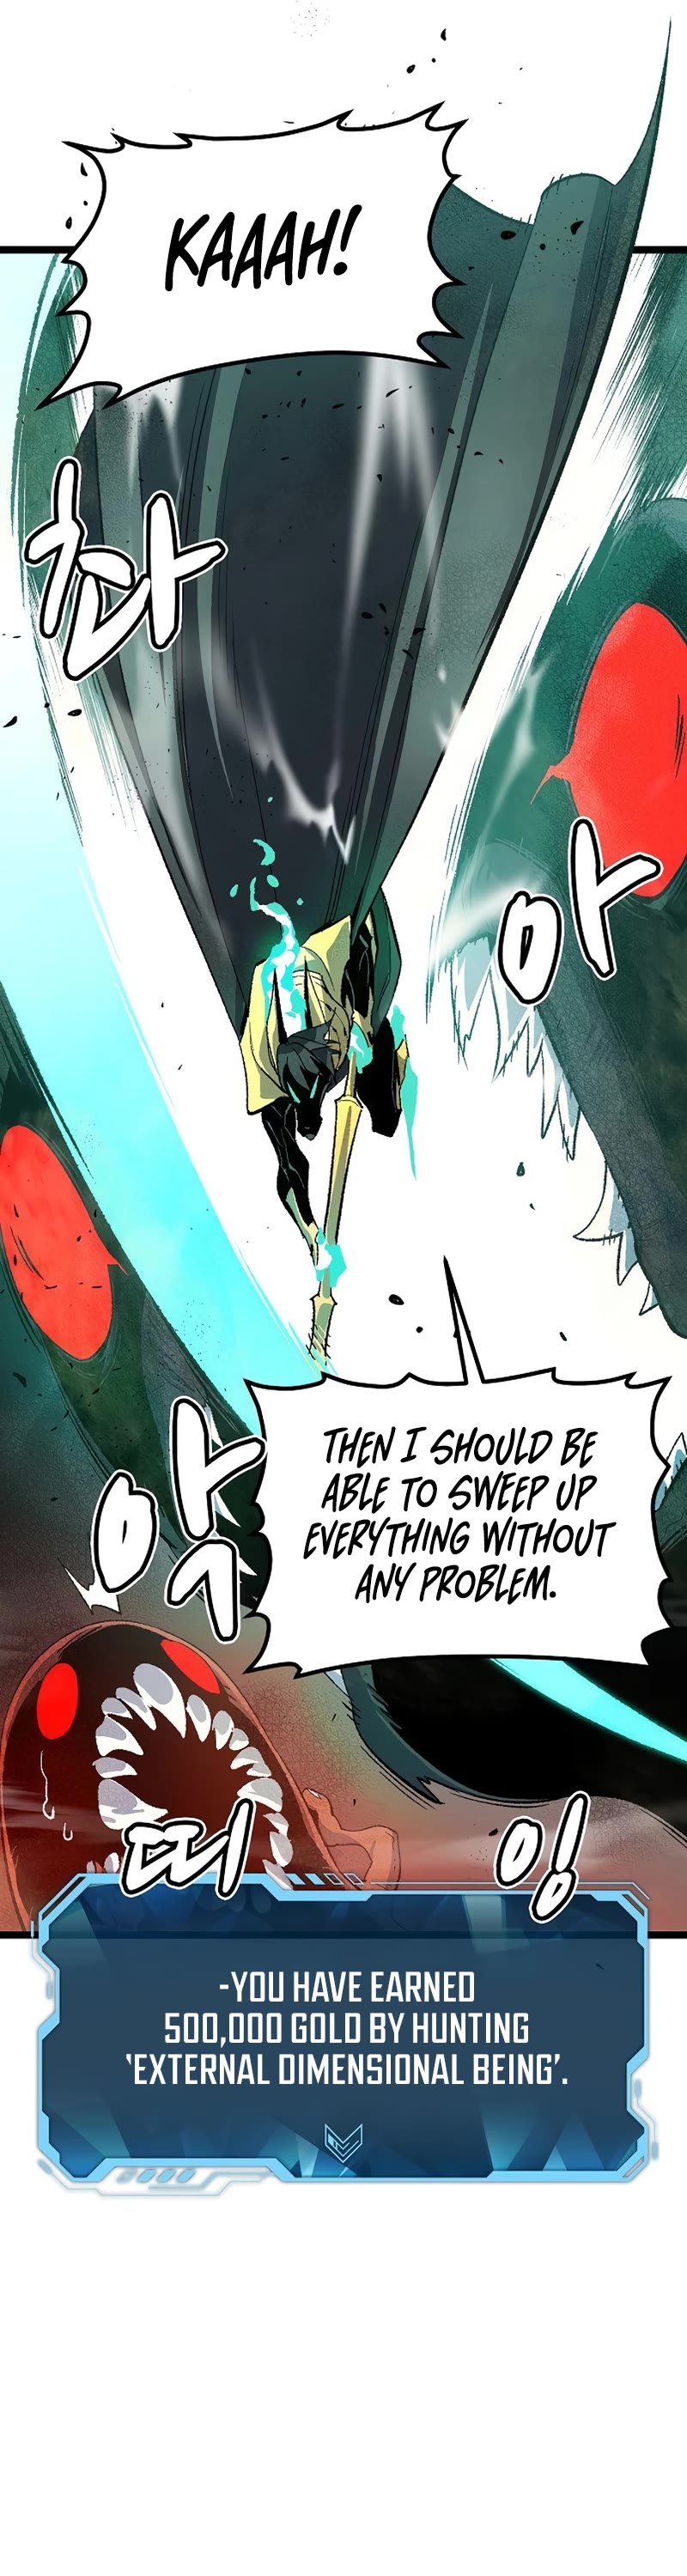 KAAAH!
촤
아
악
THEN I SHOULD BE
ABLE TO SWEEP UP
EVERYTHING WITHOUT
ANY PROBLEM.
띠
잉
-YOU HAVE EARNED
500,000 GOLD BY HUNTING
'EXTERNAL DIMENSIONAL BEING'.